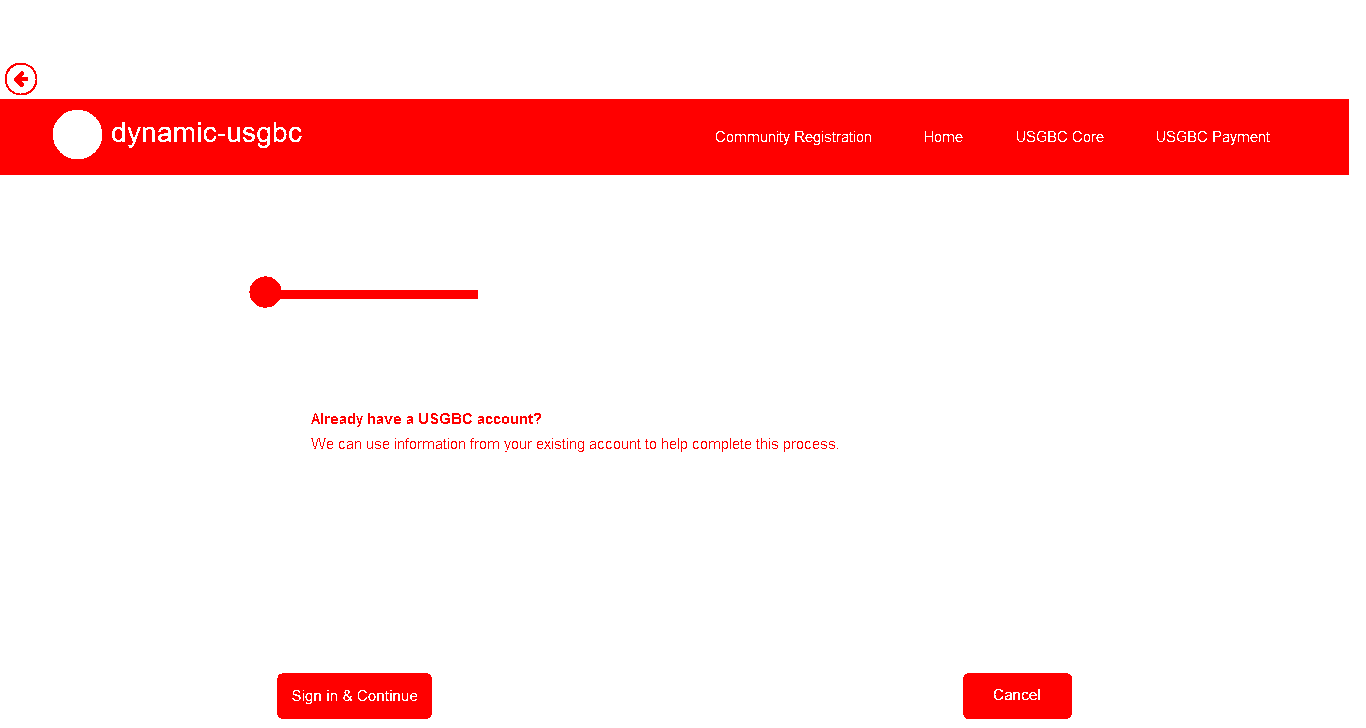 dynamic-usgbc
Community Registration Home USGBC Core USGBC Payment
Already have a USGBC account?
We can use information from your existing account to help complete this process.
Sign in & Continue Cancel